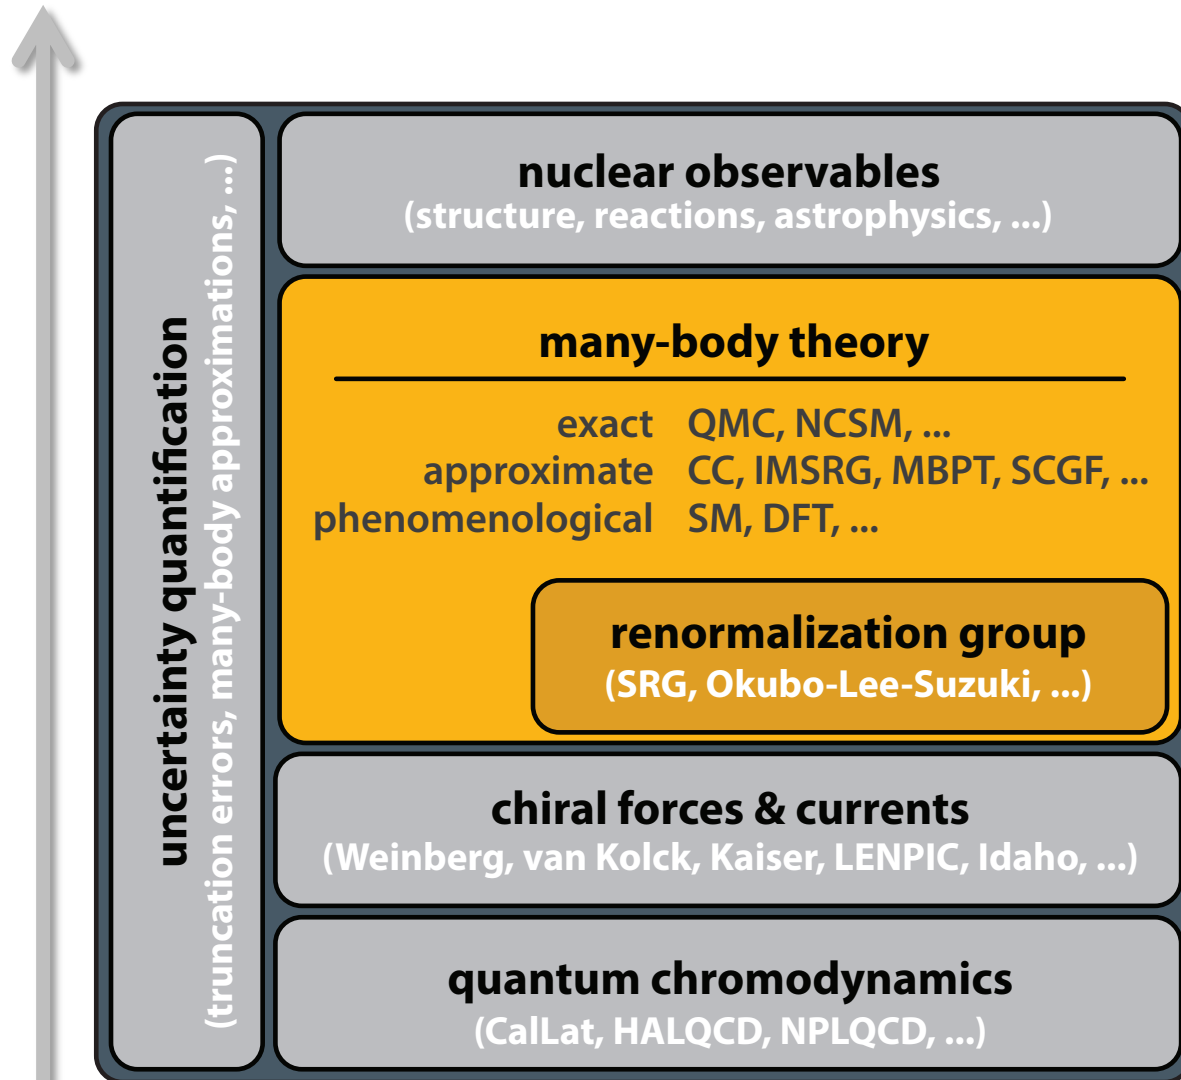 uncertainty quantification
(truncation errors, many-body approximations, ...)
nuclear observables
(structure, reactions, astrophysics, ...)
many-body theory
exact QMC, NCSM, ...
approximate CC, IMSRG, MBPT, SCGF, ...
phenomenological SM, DFT, ...
renormalization group
(SRG, Okubo-Lee-Suzuki, ...)
chiral forces & currents
(Weinberg, van Kolck, Kaiser, LENPIC, Idaho, ...)
quantum chromodynamics
(CalLat, HALQCD, NPLQCD, ...)